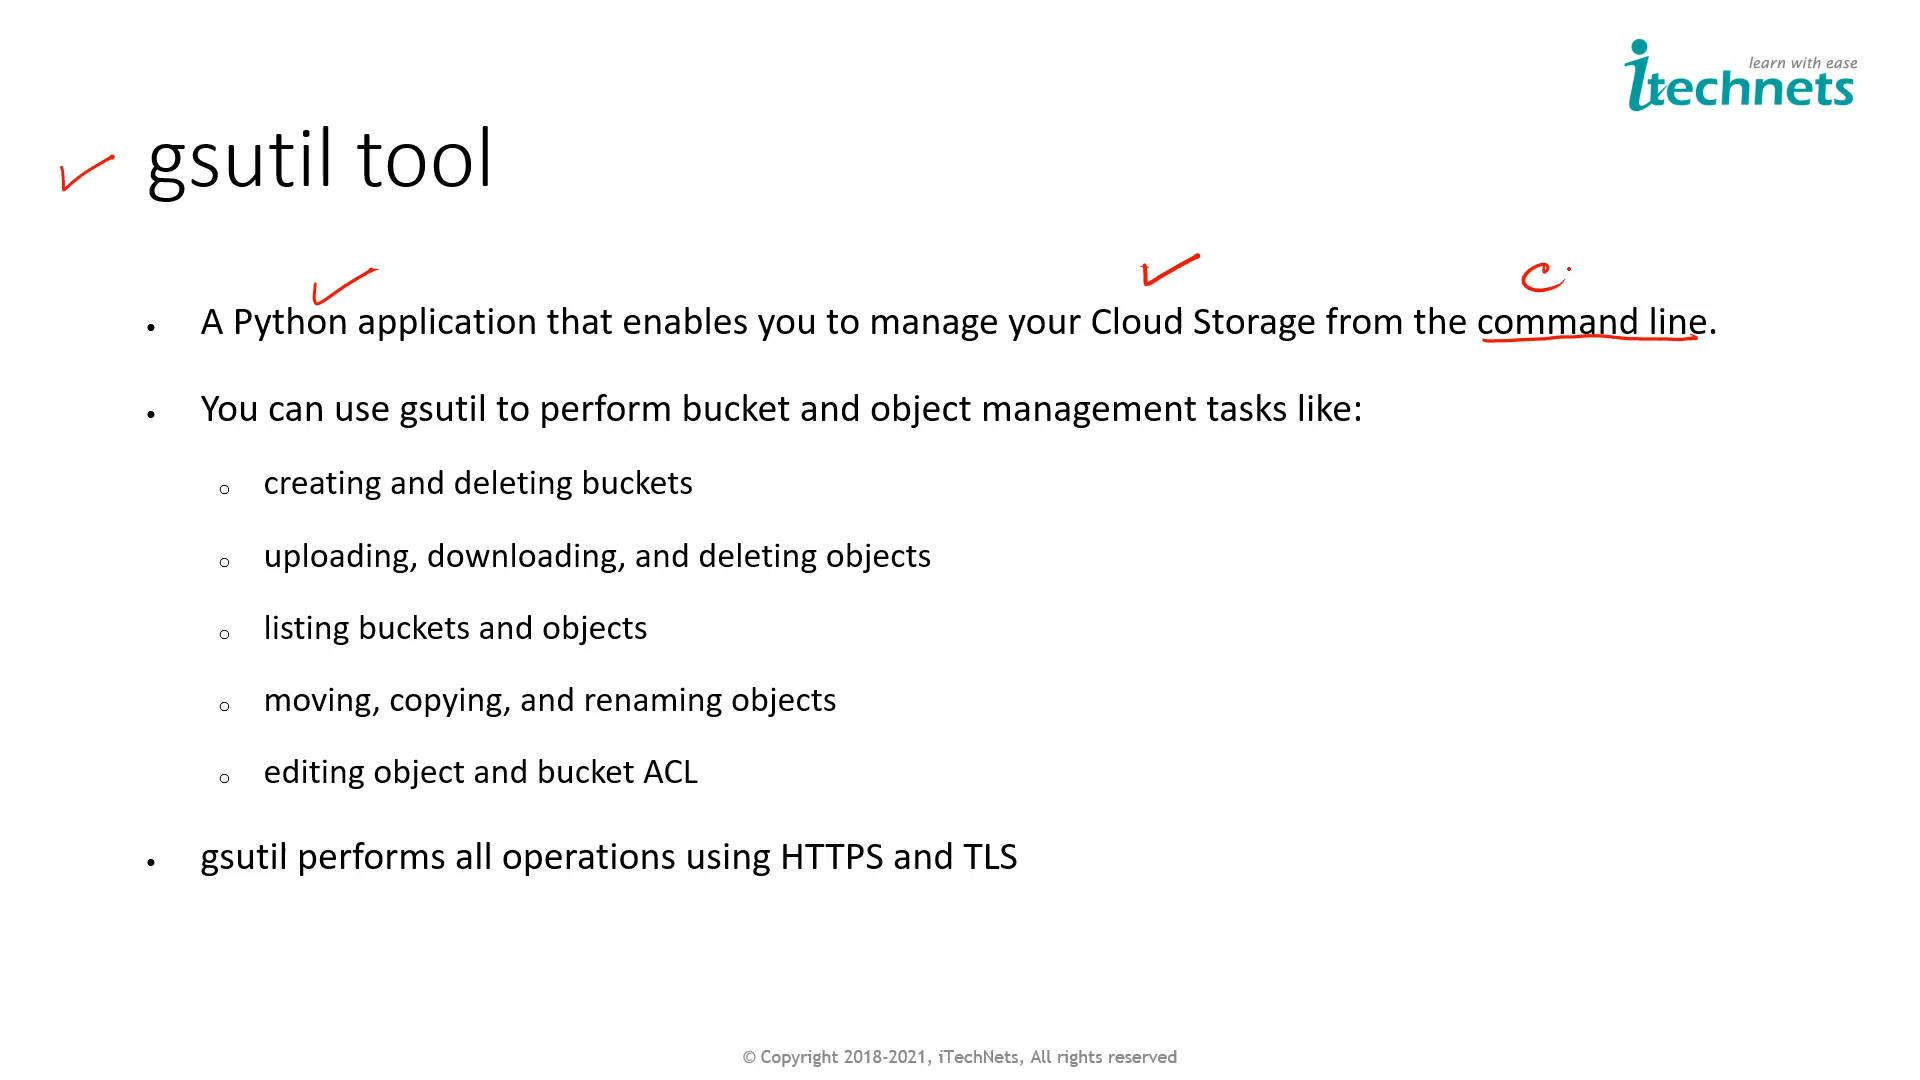 learn with ease
itechnets
gsutil tool
C
• A Python application that enables you to manage your Cloud Storage from the command line.
• You can use gsutil to perform bucket and object management tasks like:
○ creating and deleting buckets
○ uploading, downloading, and deleting objects
○ listing buckets and objects
○ moving, copying, and renaming objects
○ editing object and bucket ACL
• gsutil performs all operations using HTTPS and TLS
© Copyright 2018-2021, iTechNets, All rights reserved